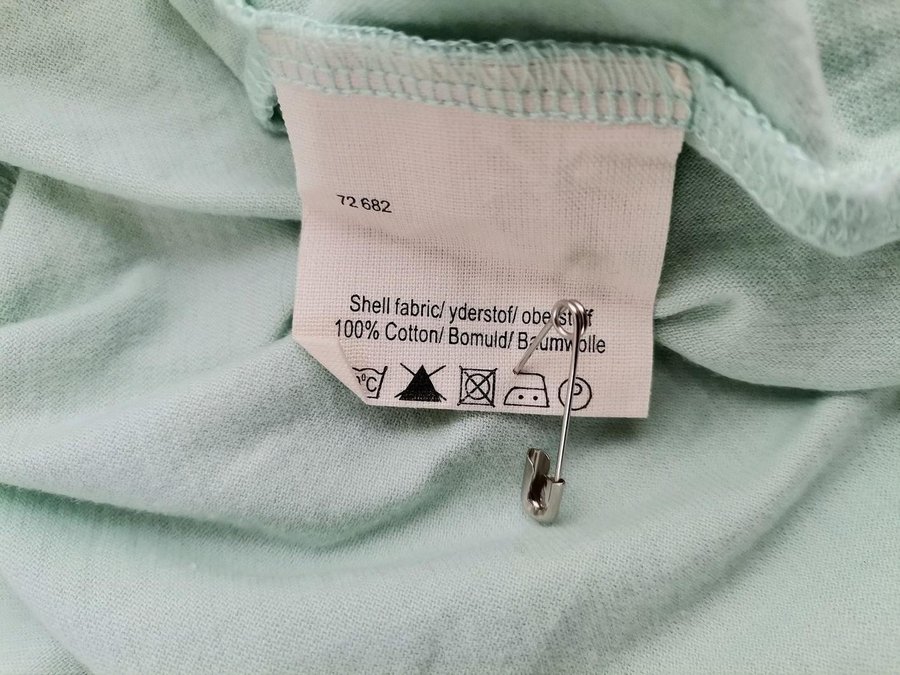 72 682
Shell fabric/ yderstof/ oberstoff
100% Cotton/ Bomuld/ Baumwolle
°C P